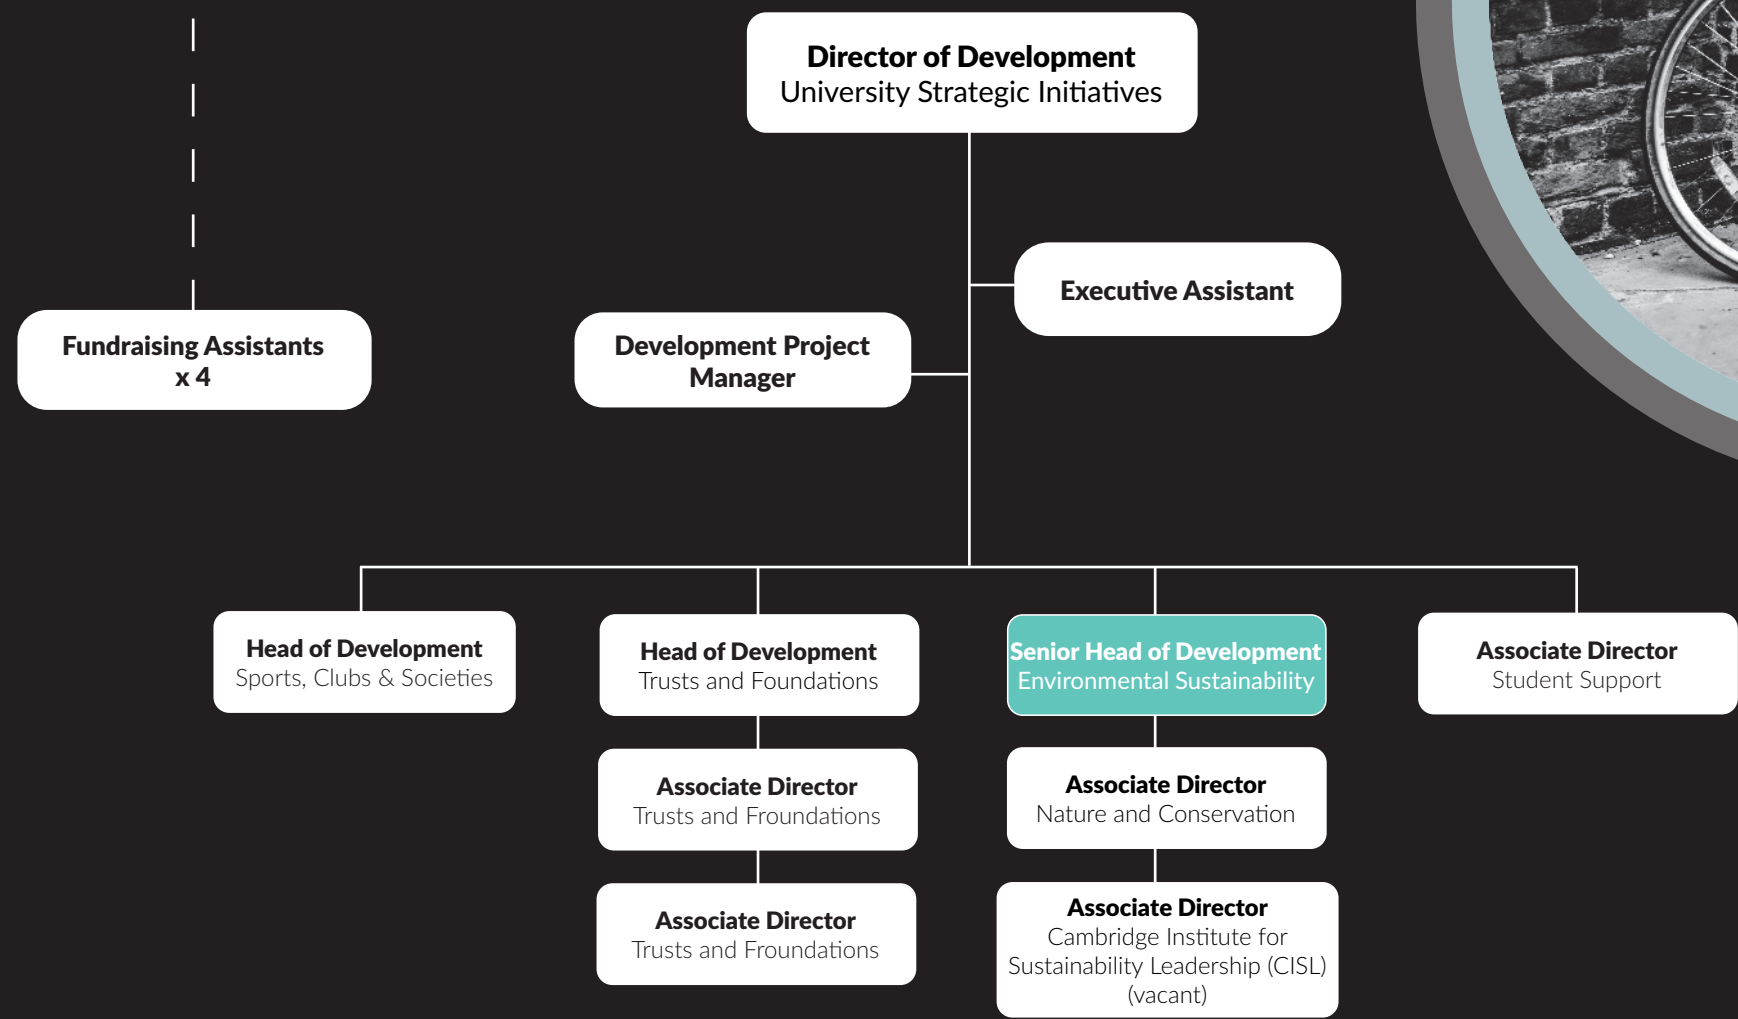 Director of Development
University Strategic Initiatives
Executive Assistant
Fundraising Assistants
x 4
Development Project
Manager
Head of Development
Sports, Clubs & Societies
Head of Development
Trusts and Foundations
Senior Head of Development
Environmental Sustainability
Associate Director
Student Support
Associate Director
Trusts and Froundations
Associate Director
Nature and Conservation
Associate Director
Trusts and Froundations
Associate Director
Cambridge Institute for
Sustainability Leadership (CISL)
(vacant)